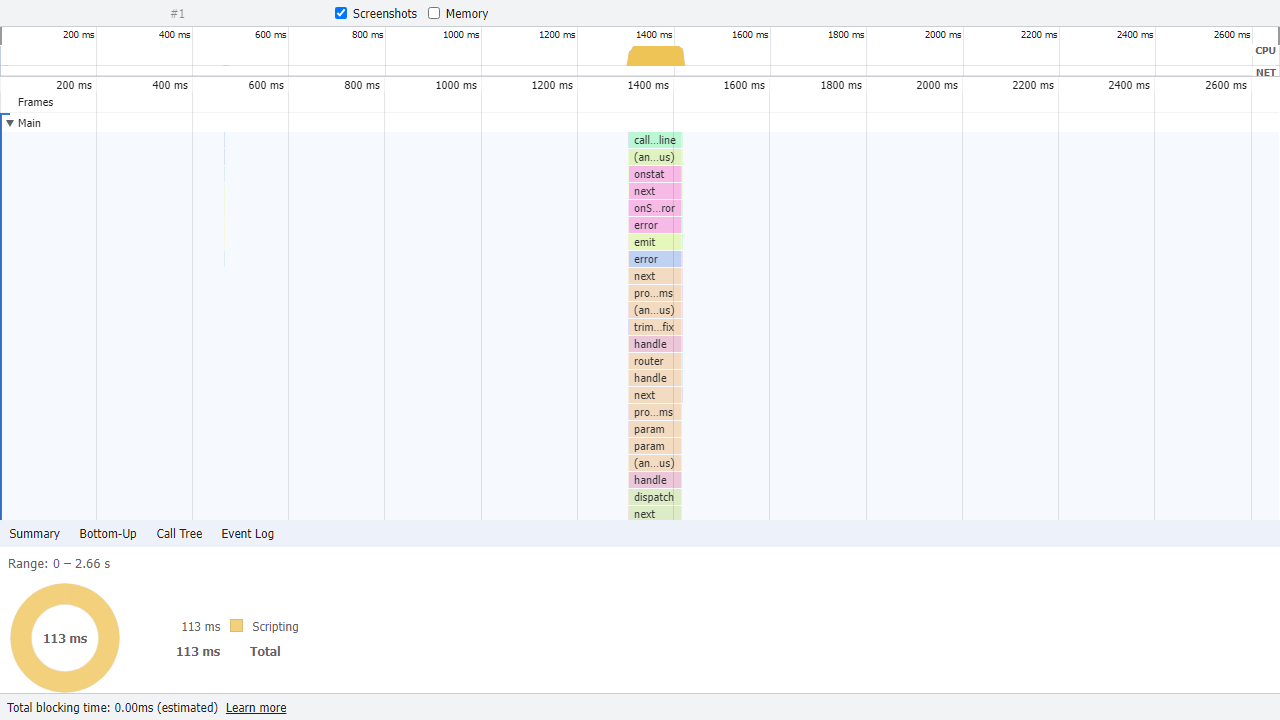 #1 Screenshots Memory
200 ms 400 ms 600 ms 800 ms 1000 ms 1200 ms 1400 ms 1600 ms 1800 ms 2000 ms 2200 ms 2400 ms 2600 ms
CPU
NET
200 ms 400 ms 600 ms 800 ms 1000 ms 1200 ms 1400 ms 1600 ms 1800 ms 2000 ms 2200 ms 2400 ms 2600 ms
Frames
Main
call...line
(an...us)
onstat
next
onS...ror
error
emit
error
next
pro...ms
(an...us)
trim...fix
handle
router
handle
next
pro...ms
param
param
(an...us)
handle
dispatch
next
Summary Bottom-Up Call Tree Event Log
Range: 0 – 2.66 s
113 ms
113 ms Scripting
113 ms Total
Total blocking time: 0.00ms (estimated) Learn more